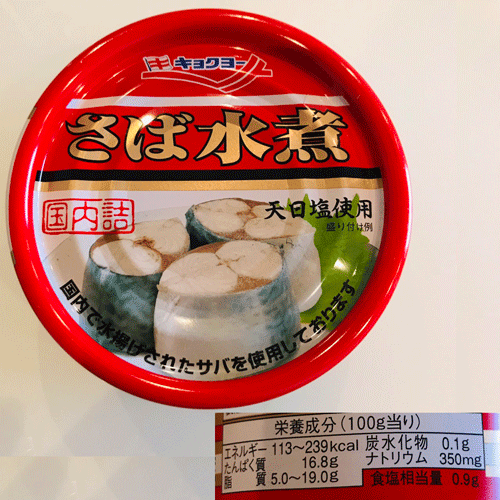 キ キョクヨー
さば水煮
国内詰
天日塩使用
盛り付け例
国内で水揚げされたサバを使用しております
栄養成分(100g当り)
エネルギー 113～239kcal 炭水化物 0.1g
たんぱく質 16.8g ナトリウム 350mg
脂質 5.0～19.0g 食塩相当量 0.9g